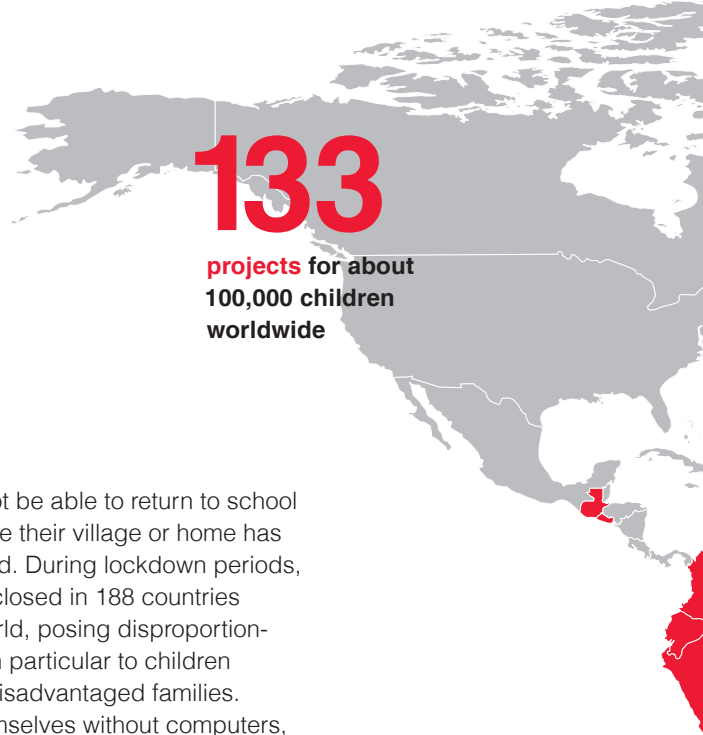 133
projects for about
100,000 children
worldwide
be able to return to school
their village or home has
During lockdown periods,
closed in 188 countries
posing disproportion-
particular to children
disadvantaged families.
without computers,